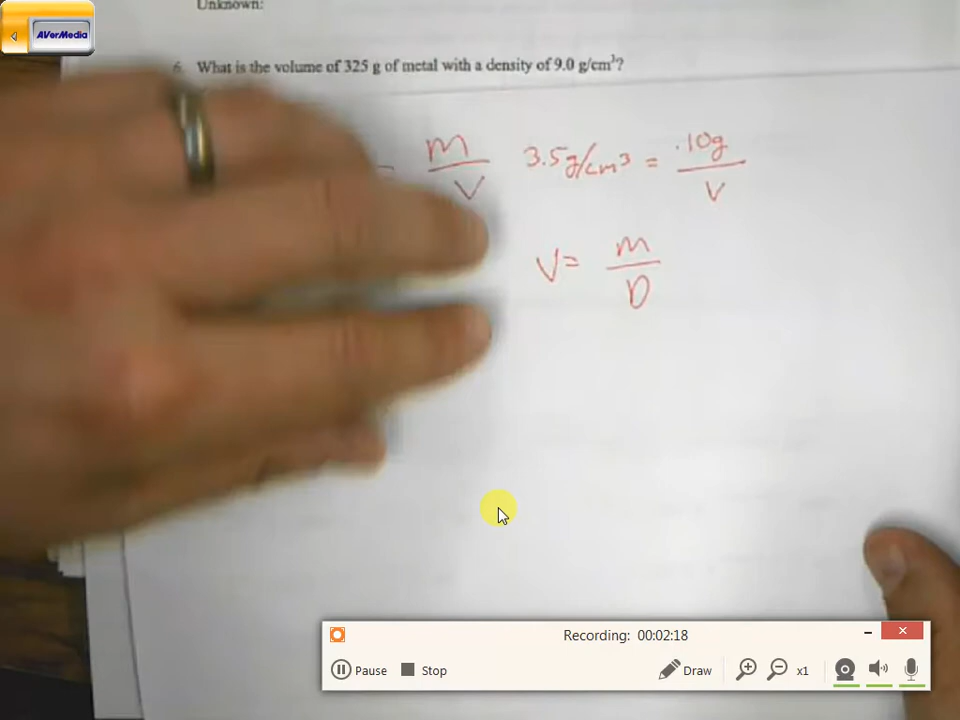 Unknown:
AVerMedia
6. What is the volume of 325 g of metal with a density of 9.0 g/cm³?
= m/V 3.5g/cm³ = .10g/V
V = m/D
Recording: 00:02:18
Pause Stop Draw x1